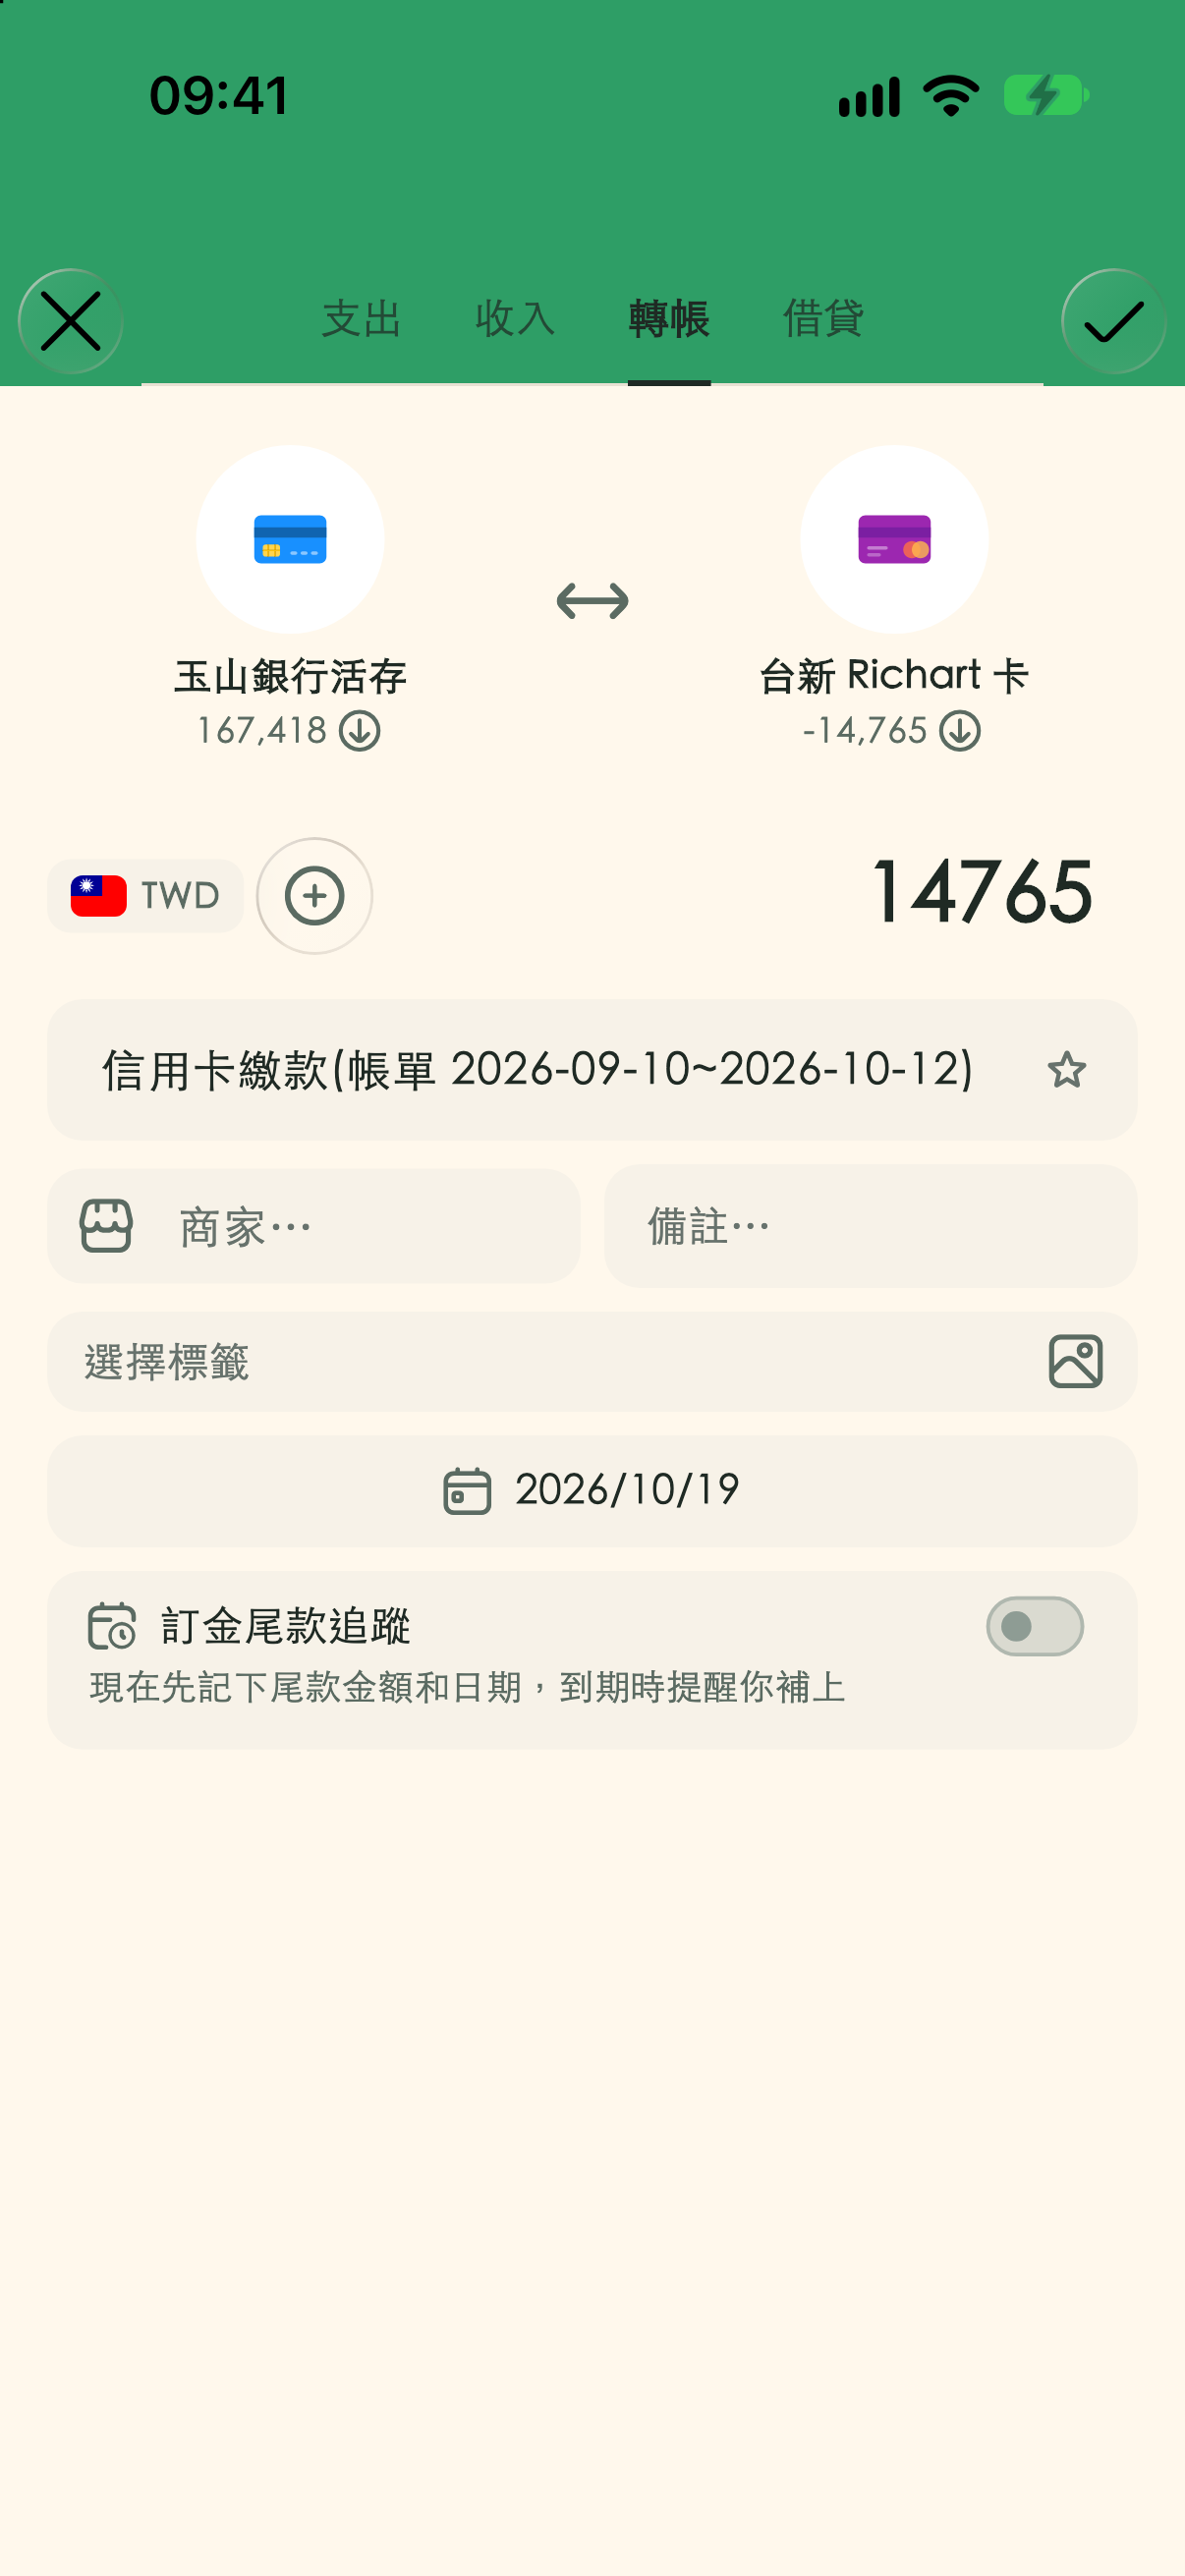 09:41
支出
收入
轉帳
借貸
玉山銀行活存
台新 Richart 卡
167,418
-14,765
TWD
14765
信用卡繳款(帳單 2026-09-10~2026-10-12)
商家…
備註…
選擇標籤
2026/10/19
訂金尾款追蹤
現在先記下尾款金額和日期，到期時提醒你補上